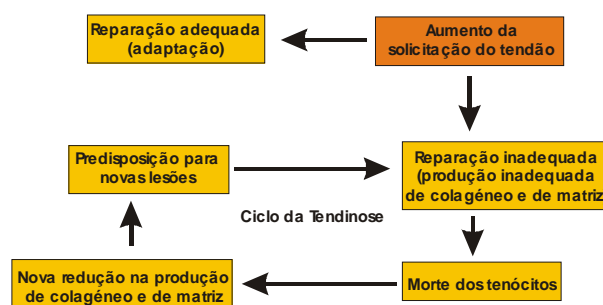 Reparação adequada
(adaptação)
Aumento da
solicitação do tendão
Predisposição para
novas lesões
Reparação inadequada
(produção inadequada
de colagéneo e de matriz
Ciclo da Tendinose
Nova redução na produção
de colagéneo e de matriz
Morte dos tenócitos